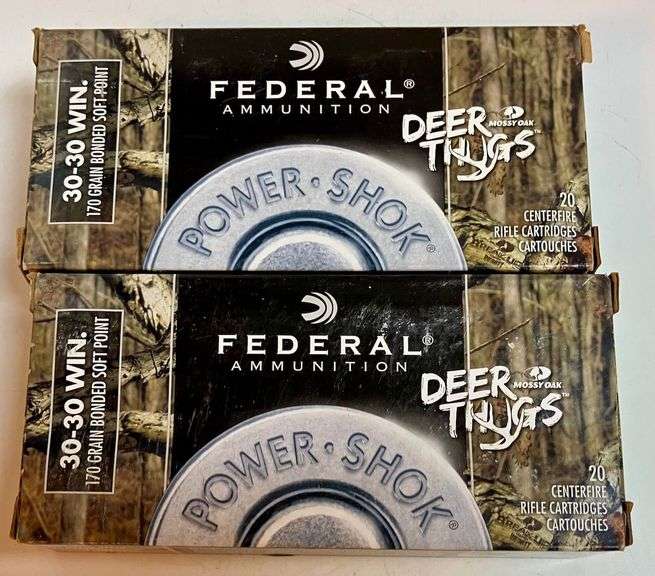 30-30 WIN.
170 GRAIN BONDED SOFT POINT
FEDERAL®
AMMUNITION
DEER
THUGS™
MOSSY OAK
POWER·SHOK®
20
CENTERFIRE
RIFLE CARTRIDGES
CARTOUCHES
30-30 WIN.
170 GRAIN BONDED SOFT POINT
FEDERAL®
AMMUNITION
DEER
THUGS™
MOSSY OAK
POWER·SHOK®
20
CENTERFIRE
RIFLE CARTRIDGES
CARTOUCHES